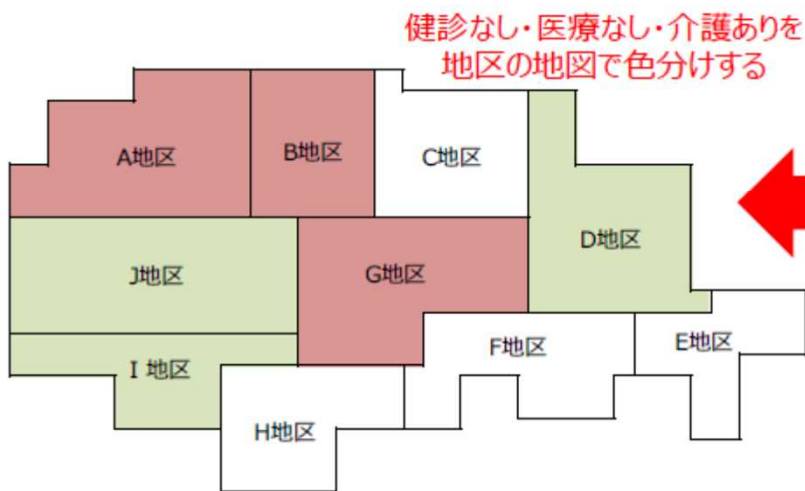 健診なし・医療なし・介護ありを
地区の地図で色分けする
A地区
B地区
C地区
D地区
J地区
G地区
I 地区
F地区
E地区
H地区